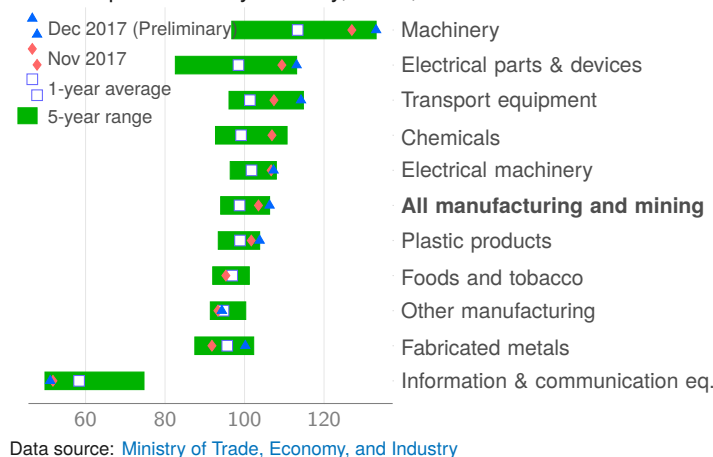 Dec 2017 (Preliminary)
Nov 2017
1-year average
5-year range
Machinery
Electrical parts & devices
Transport equipment
Chemicals
Electrical machinery
All manufacturing and mining
Plastic products
Foods and tobacco
Other manufacturing
Fabricated metals
Information & communication eq.
60 80 100 120
Data source: Ministry of Trade, Economy, and Industry